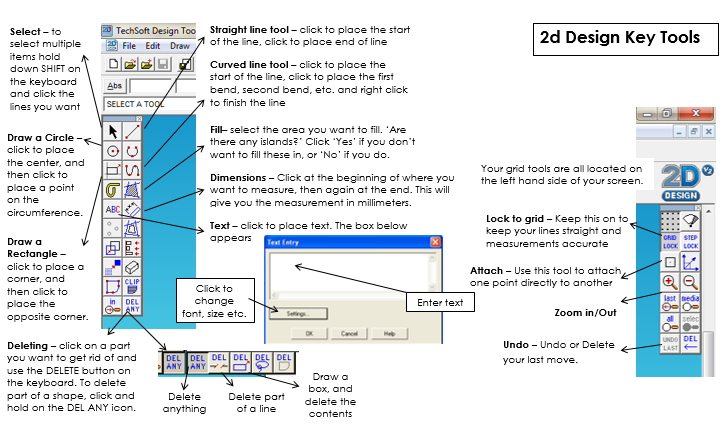 2d Design Key Tools
Select – to
select multiple
items hold
down SHIFT on
the keyboard
and click the
lines you want
Draw a Circle –
click to place
the center, and
then click to
place a point
on the
circumference.
Draw a
Rectangle –
click to place a
corner, and
then click to
place the
opposite corner.
Deleting – click on a part
you want to get rid of and
use the DELETE button on
the keyboard. To delete
part of a shape, click and
hold on the DEL ANY icon.
TechSoft Design Too
File Edit Draw
Abs
SELECT A TOOL
ABC
CLIP
in
DEL
ANY
Straight line tool – click to place the start
of the line, click to place end of line
Curved line tool – click to place the
start of the line, click to place the first
bend, second bend, etc. and right click
to finish the line
Fill– select the area you want to fill. ‘Are
there any islands?’ Click ‘Yes’ if you don’t
want to fill these in, or ‘No’ if you do.
Dimensions – Click at the beginning of where you
want to measure, then again at the end. This will
give you the measurement in millimeters.
Text – click to place text. The box below
appears
Text Entry
Settings...
OK Cancel Help
Click to
change
font, size etc.
Enter text
DEL ANY
DEL ANY
DEL
DEL
DEL
DEL
Delete
anything
Delete part
of a line
Draw a
box, and
delete the
contents
Your grid tools are all located on
the left hand side of your screen.
2D V2
DESIGN
Lock to grid – Keep this on to
keep your lines straight and
measurements accurate
Attach – Use this tool to attach
one point directly to another
Zoom in/Out
Undo – Undo or Delete
your last move.
GRID LOCK
STEP LOCK
last media
all selec
UNDO LAST
DEL